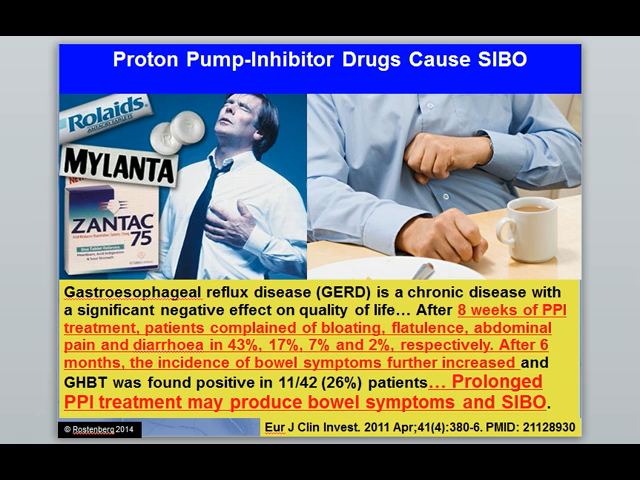 Proton Pump-Inhibitor Drugs Cause SIBO
Rolaids
MYLANTA
ZANTAC
75
Gastroesophageal reflux disease (GERD) is a chronic disease with
a significant negative effect on quality of life… After 8 weeks of PPI
treatment, patients complained of bloating, flatulence, abdominal
pain and diarrhoea in 43%, 17%, 7% and 2%, respectively. After 6
months, the incidence of bowel symptoms further increased and
GHBT was found positive in 11/42 (26%) patients… Prolonged
PPI treatment may produce bowel symptoms and SIBO.
© Rostenberg 2014
Eur J Clin Invest. 2011 Apr;41(4):380-6. PMID: 21128930